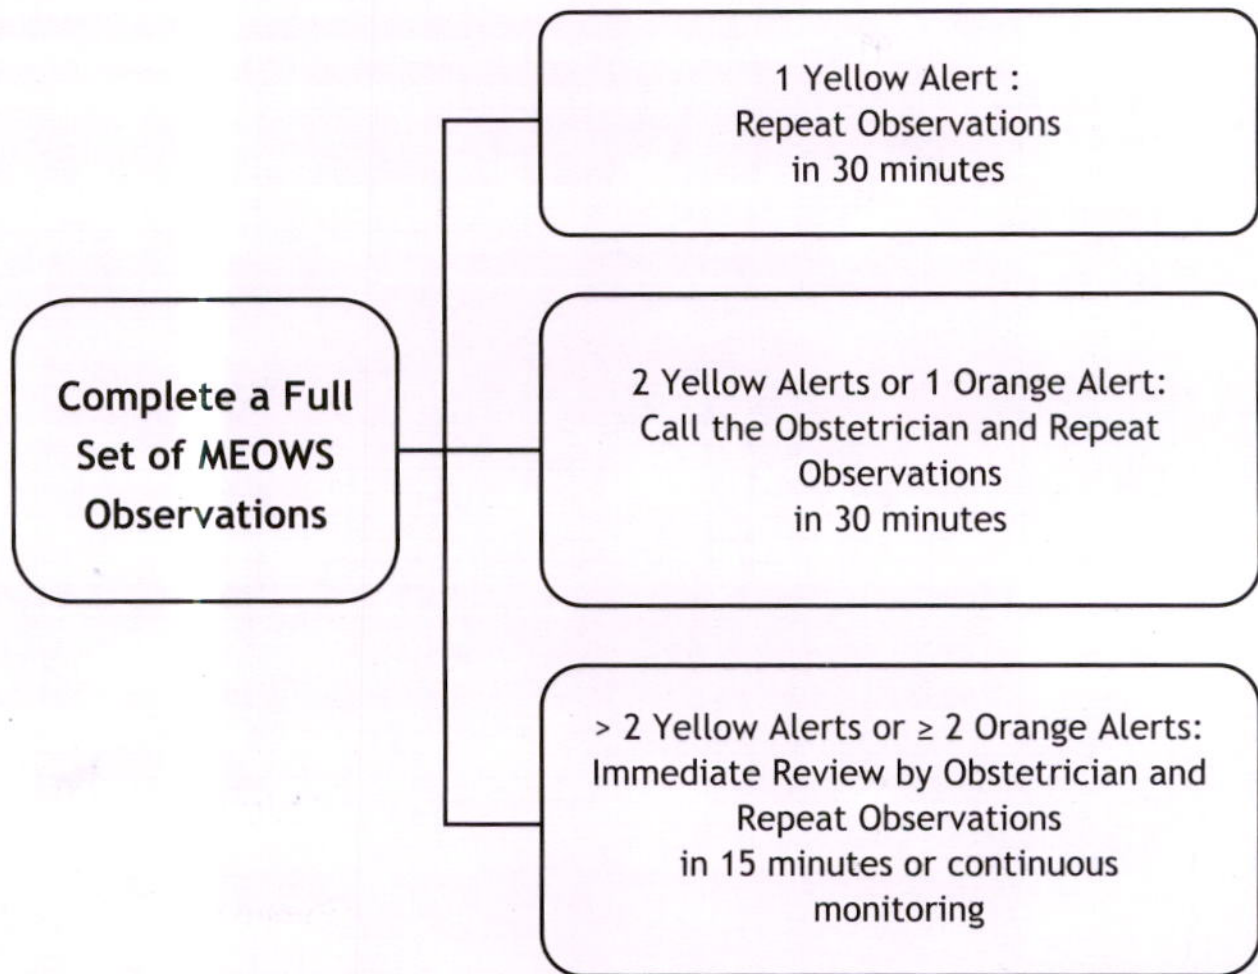 Complete a Full
Set of MEOWS
Observations
1 Yellow Alert :
Repeat Observations
in 30 minutes
2 Yellow Alerts or 1 Orange Alert:
Call the Obstetrician and Repeat
Observations
in 30 minutes
> 2 Yellow Alerts or ≥ 2 Orange Alerts:
Immediate Review by Obstetrician and
Repeat Observations
in 15 minutes or continuous
monitoring